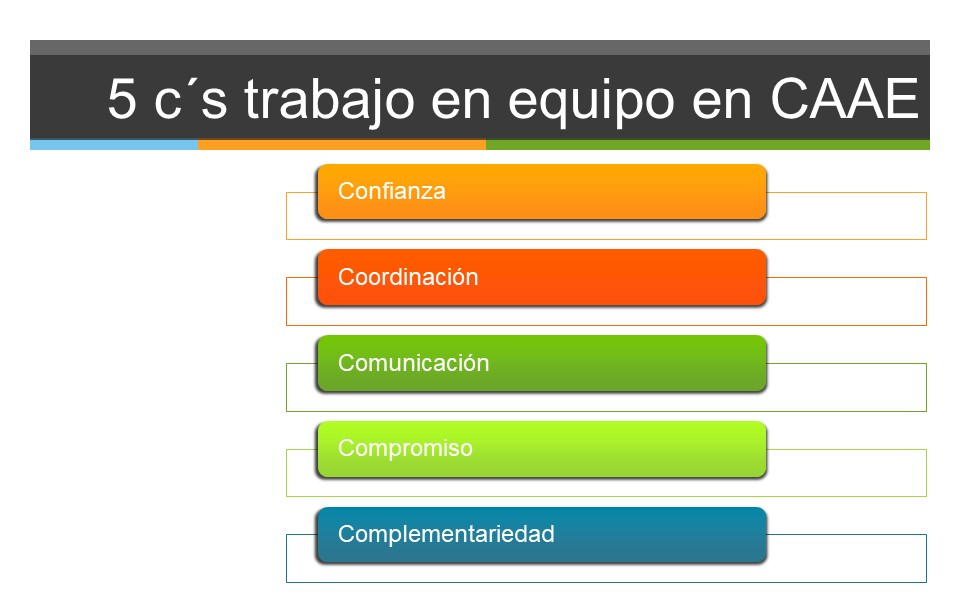 5 c´s trabajo en equipo en CAAE
Confianza
Coordinación
Comunicación
Compromiso
Complementariedad